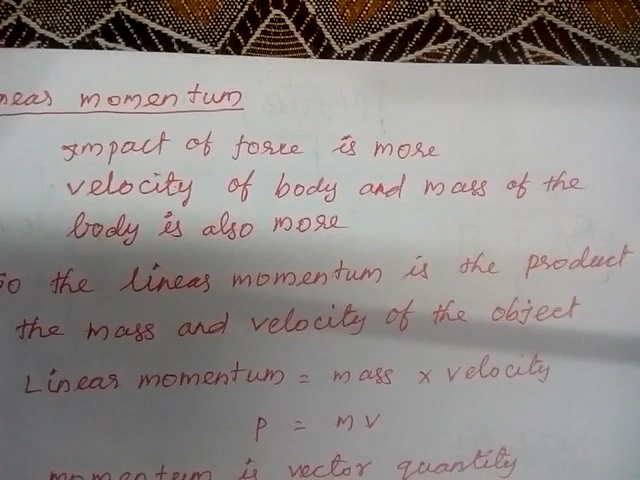 near momentum
Impact of force is more
velocity of body and mass of the
body is also more
So the linear momentum is the product
the mass and velocity of the object
Linear momentum = mass x velocity
P = mv
momentum is vector quantity